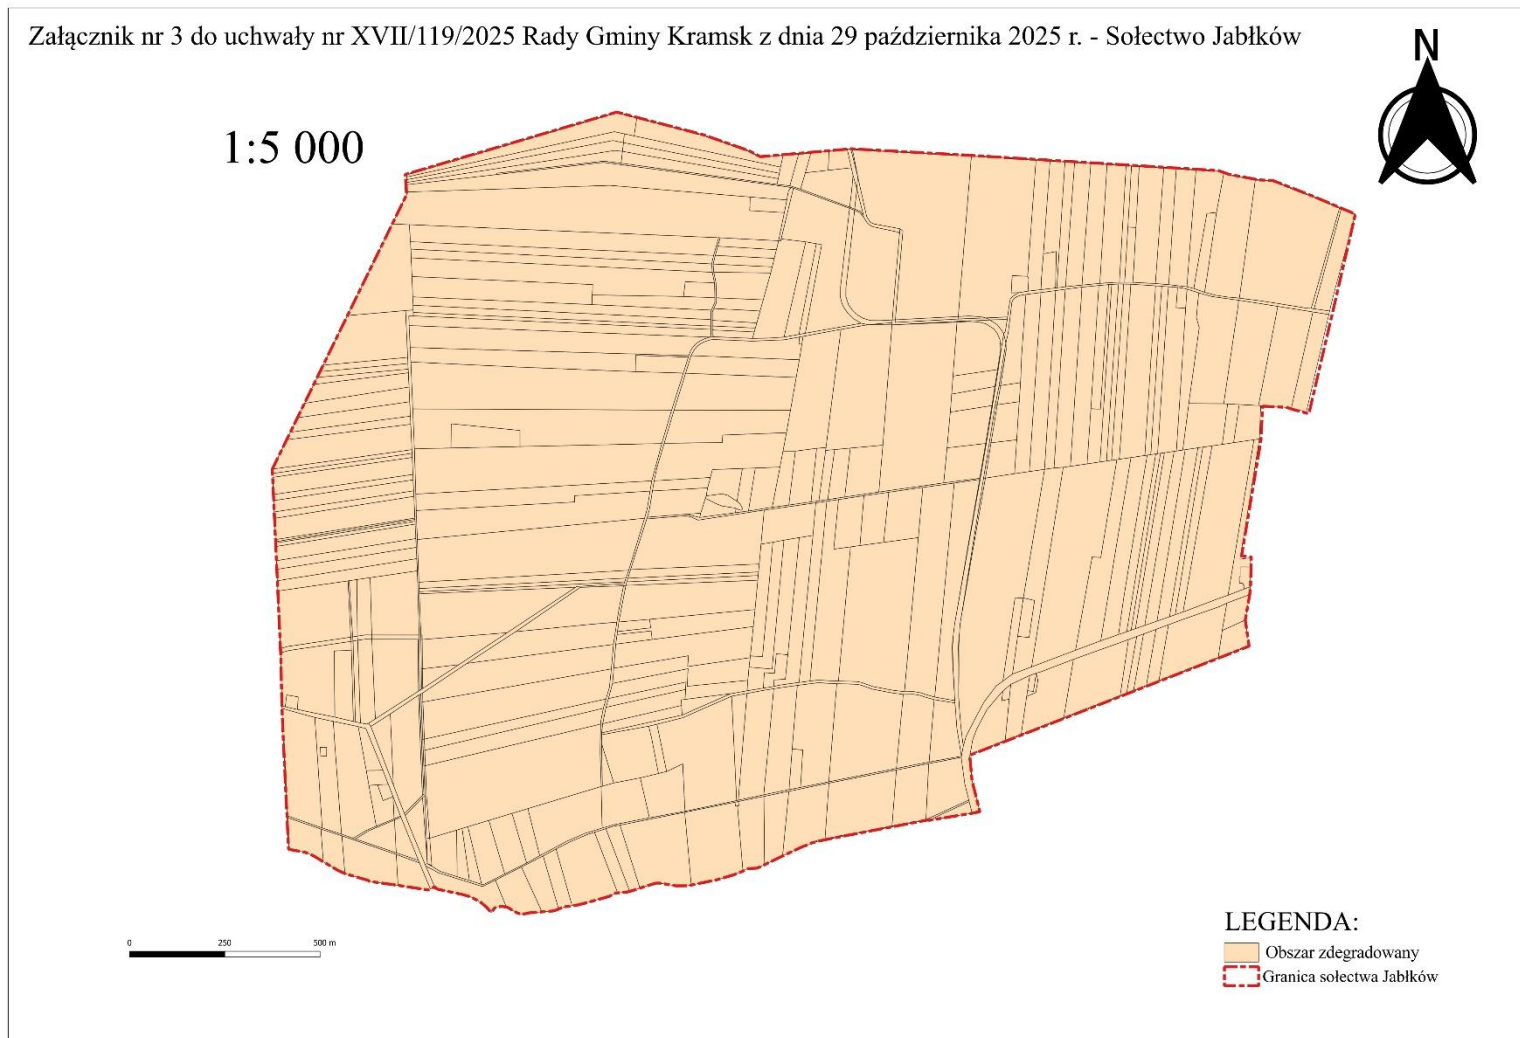 Załącznik nr 3 do uchwały nr XVII/119/2025 Rady Gminy Kramsk z dnia 29 października 2025 r. - Sołectwo Jabłków
N
1:5 000
0 250 500 m
LEGENDA:
Obszar zdegradowany
Granica sołectwa Jabłków